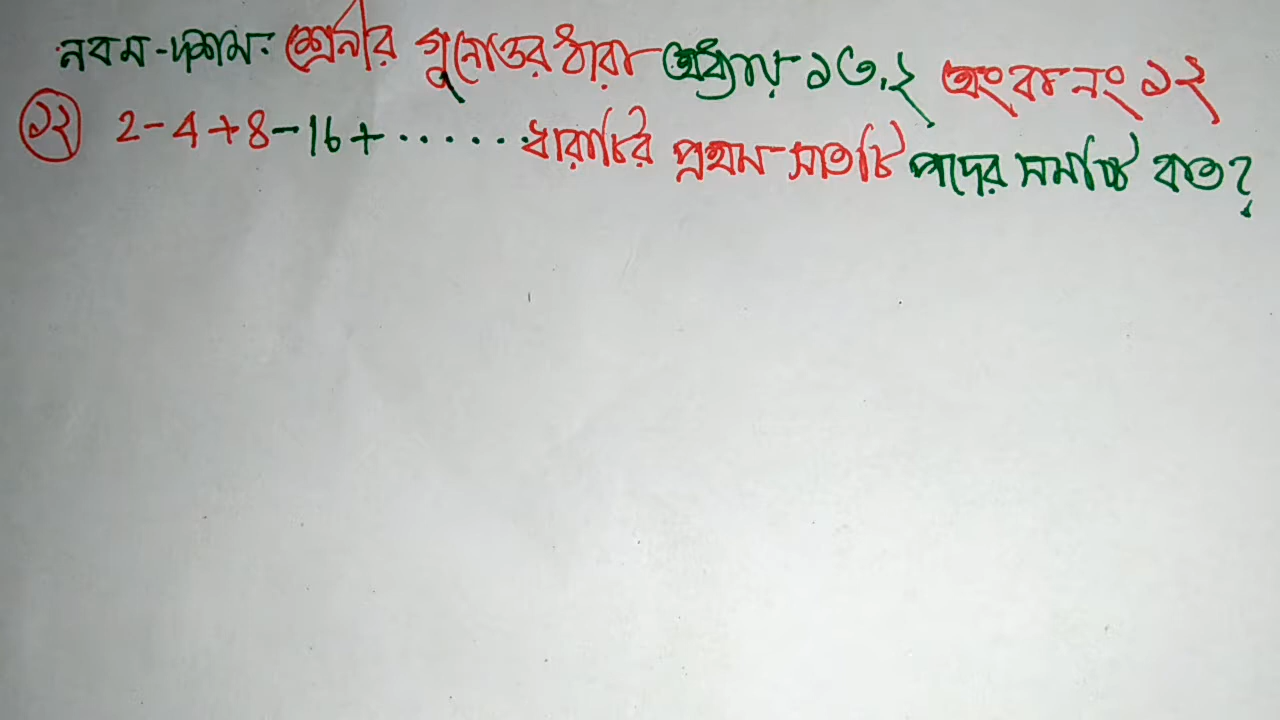 নবম-দশম শ্রেনীর গুনোত্তর ধারা অধ্যায় ১৩.২ অংক নং ১২
১২ 2-4+8-16+ ...... ধারাটির প্রথম সাতটি পদের সমষ্টি কত?